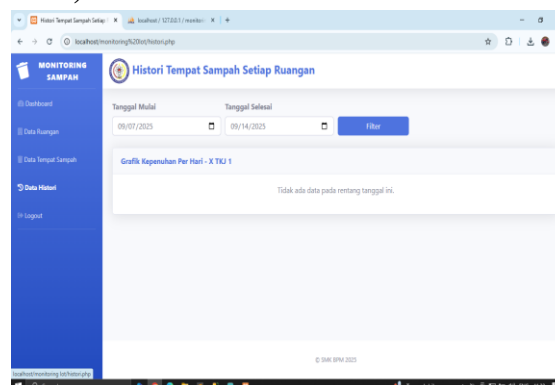 Histori Tempat Sampah Setiap
localhost / 127.0.0.1 / monitori
localhost/monitoring%20iot/histori.php
MONITORING
SAMPAH
Histori Tempat Sampah Setiap Ruangan
Dashboard
Tanggal Mulai
Tanggal Selesai
09/07/2025
09/14/2025
Filter
Data Ruangan
Data Tempat Sampah
Grafik Kepenuhan Per Hari - X TKJ 1
Data Histori
Tidak ada data pada rentang tanggal ini.
Logout
© SMK BPM 2025
localhost/monitoring iot/histori.php